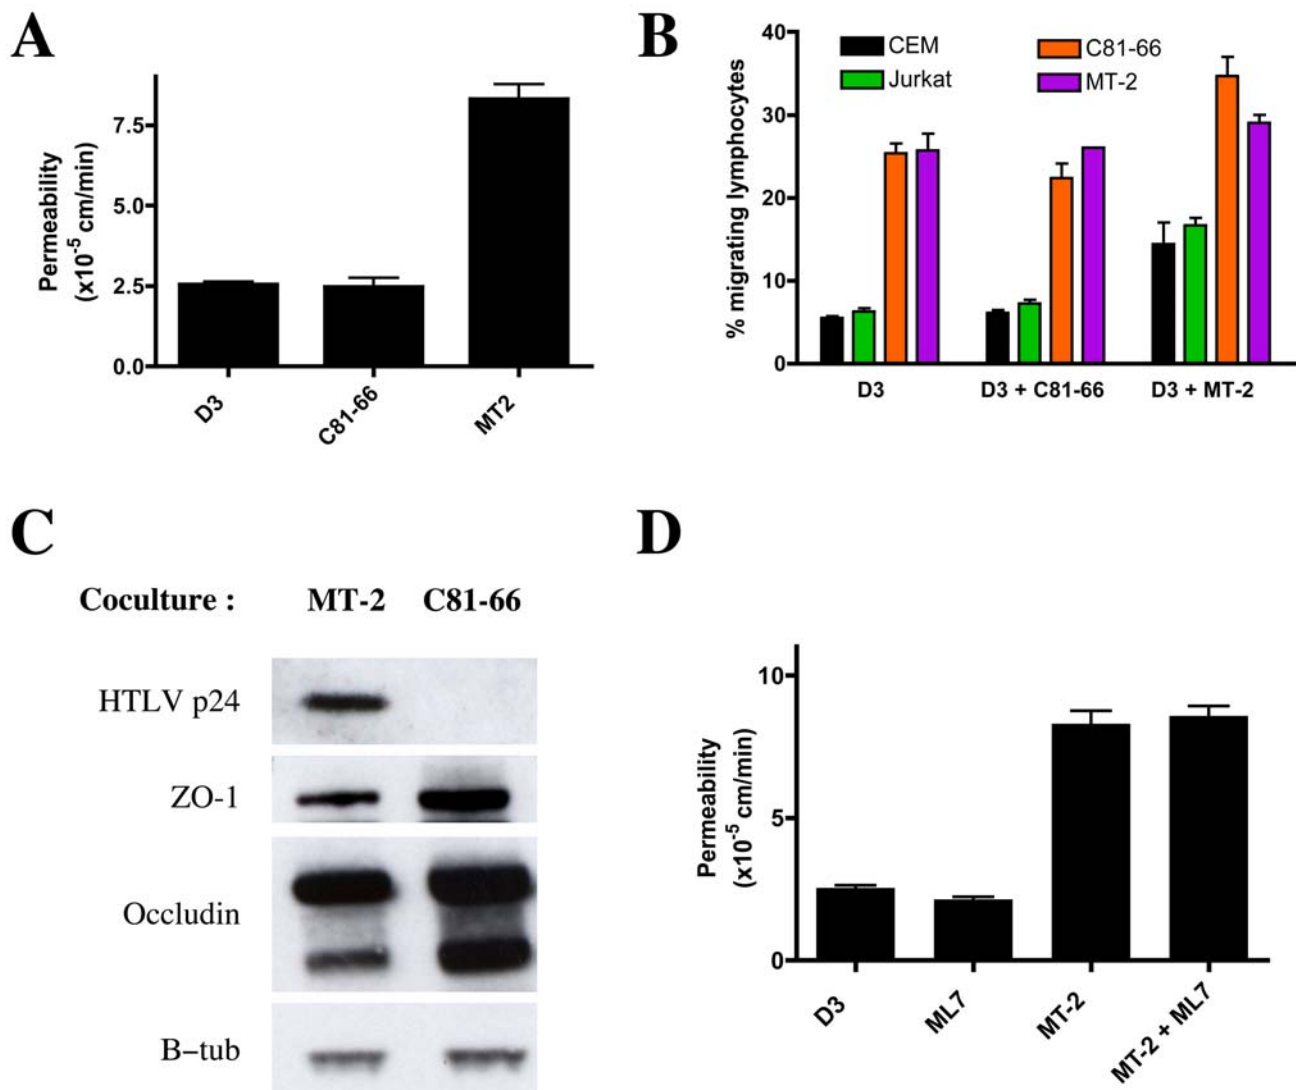 A
Permeability
(x10⁻⁵ cm/min)
7.5
5.0
2.5
0.0
D3
C81-66
MT2
B
% migrating lymphocytes
40
30
20
10
0
CEM
C81-66
Jurkat
MT-2
D3
D3 + C81-66
D3 + MT-2
C
Coculture : MT-2 C81-66
HTLV p24
ZO-1
Occludin
B-tub
D
Permeability
(x10⁻⁵ cm/min)
10
5
0
D3
ML7
MT-2
MT-2 + ML7